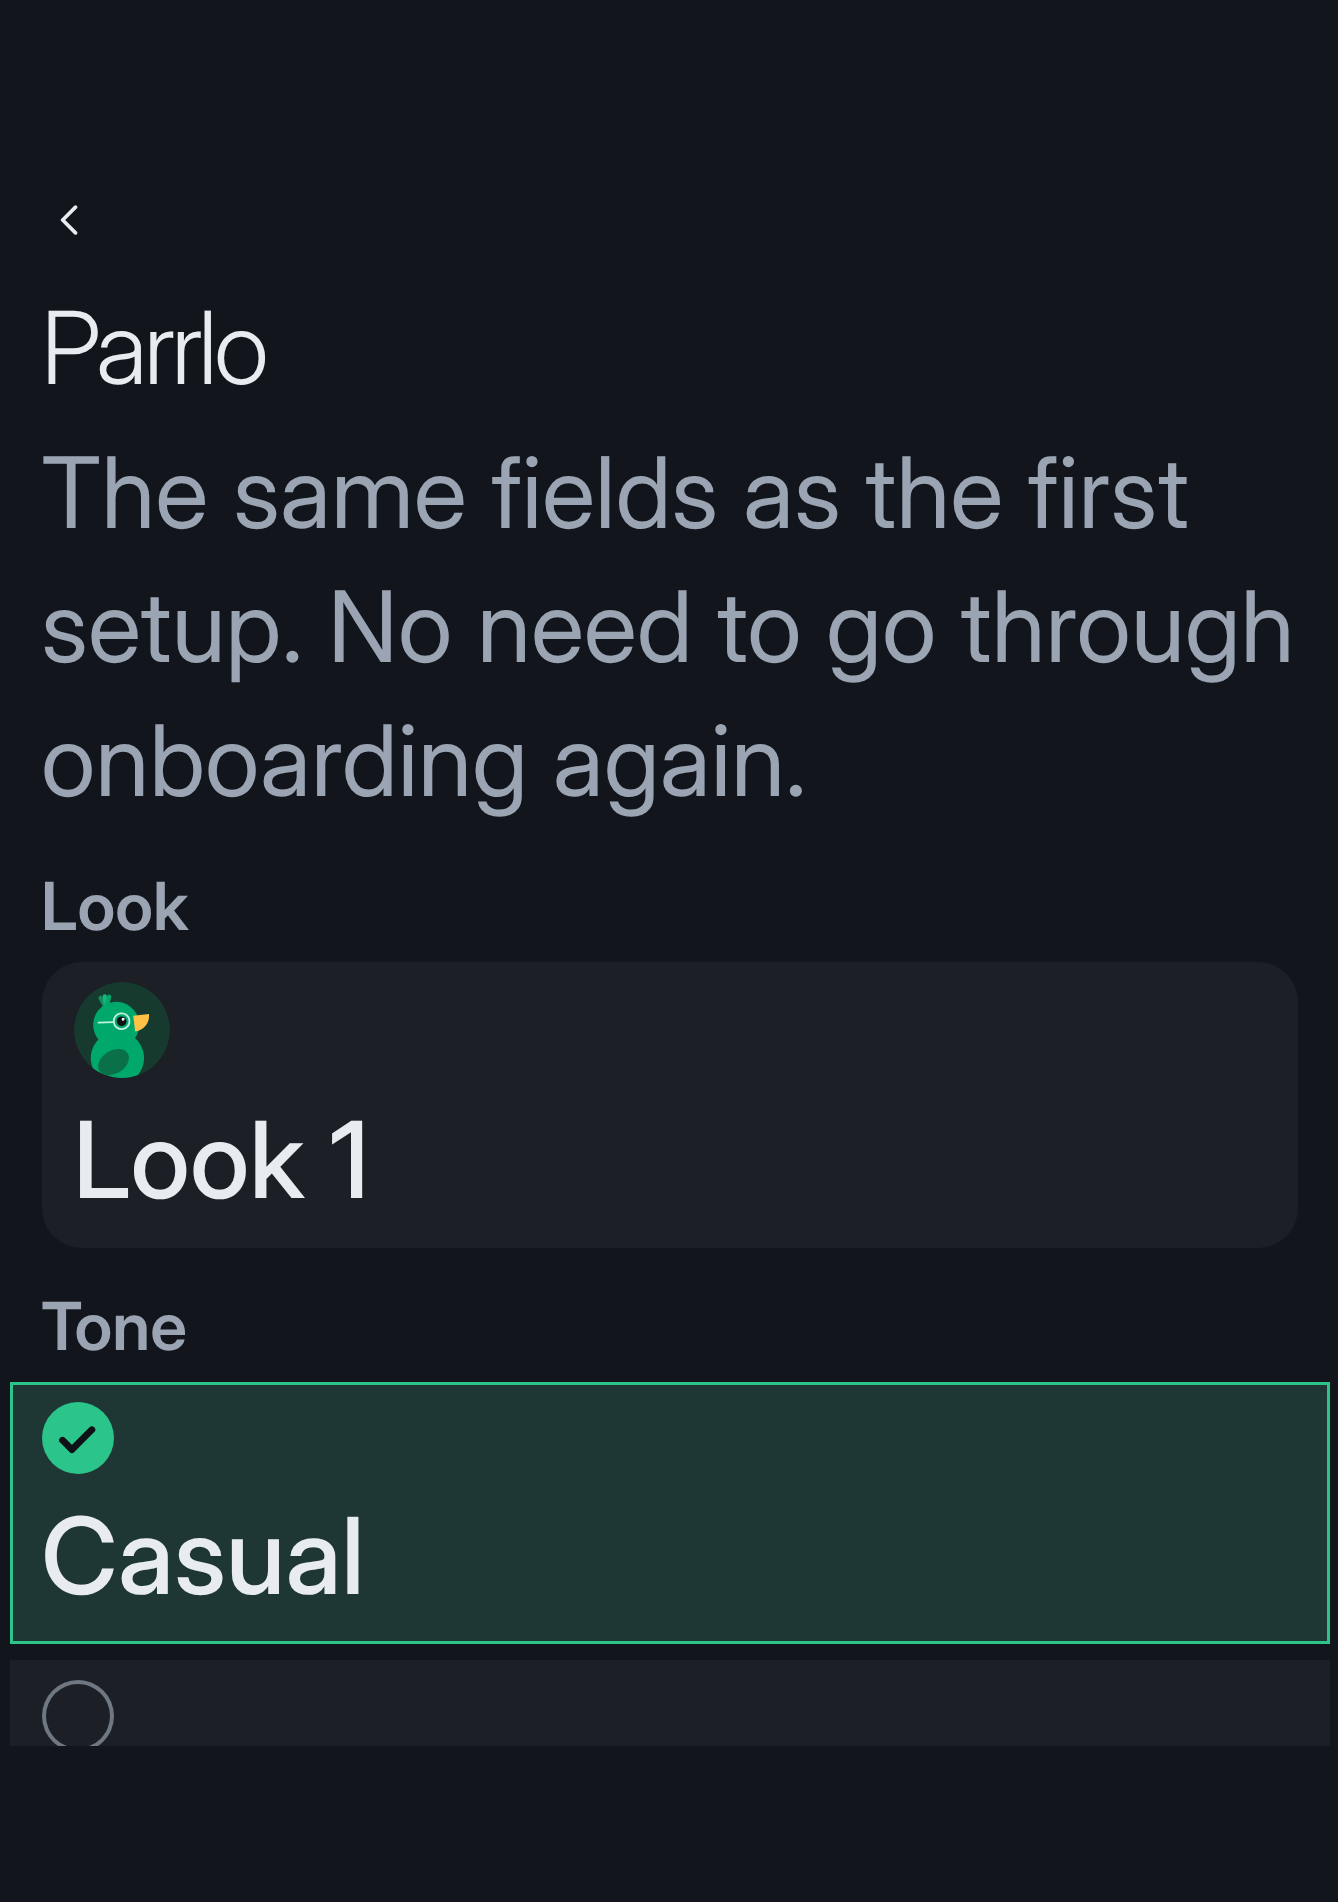 Parrlo
The same fields as the first
setup. No need to go through
onboarding again.
Look
Look 1
Tone
Casual